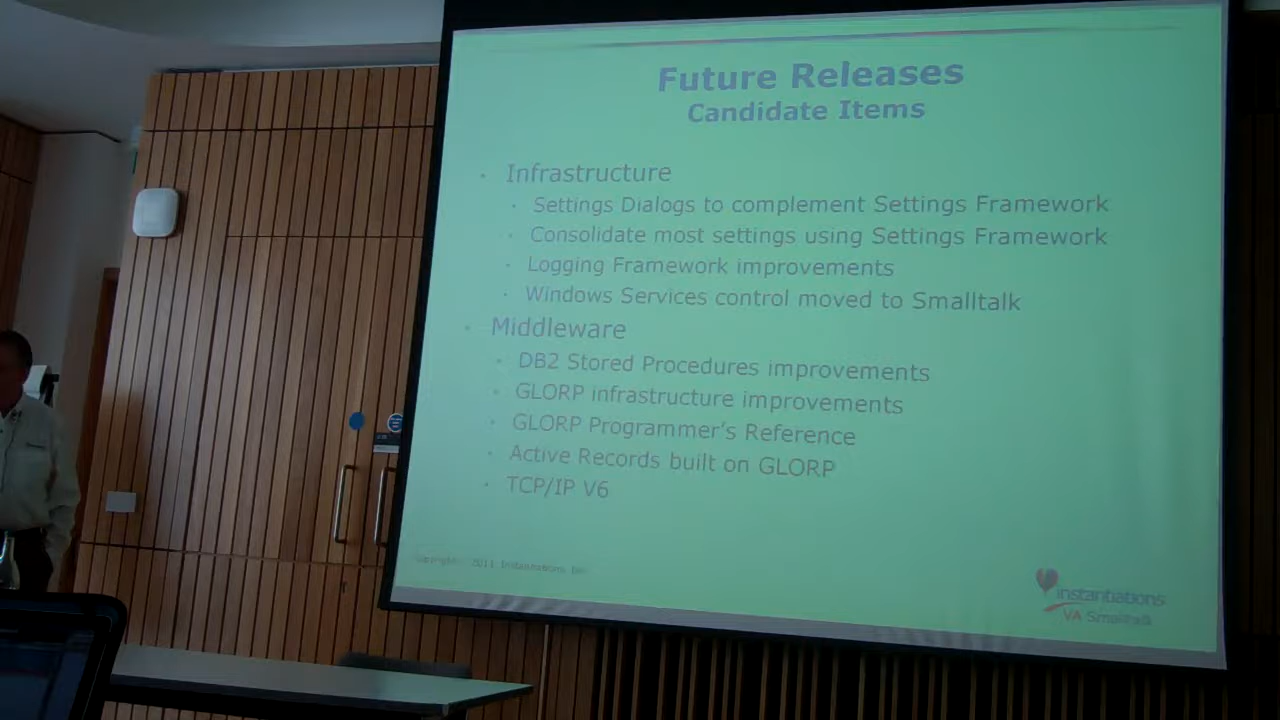 Future Releases
Candidate Items
Infrastructure
Settings Dialogs to complement Settings Framework
Consolidate most settings using Settings Framework
Logging Framework improvements
Windows Services control moved to Smalltalk
Middleware
DB2 Stored Procedures improvements
GLORP infrastructure improvements
GLORP Programmer's Reference
Active Records built on GLORP
TCP/IP V6
2011 Instantiations
instantiations
VA Smalltalk